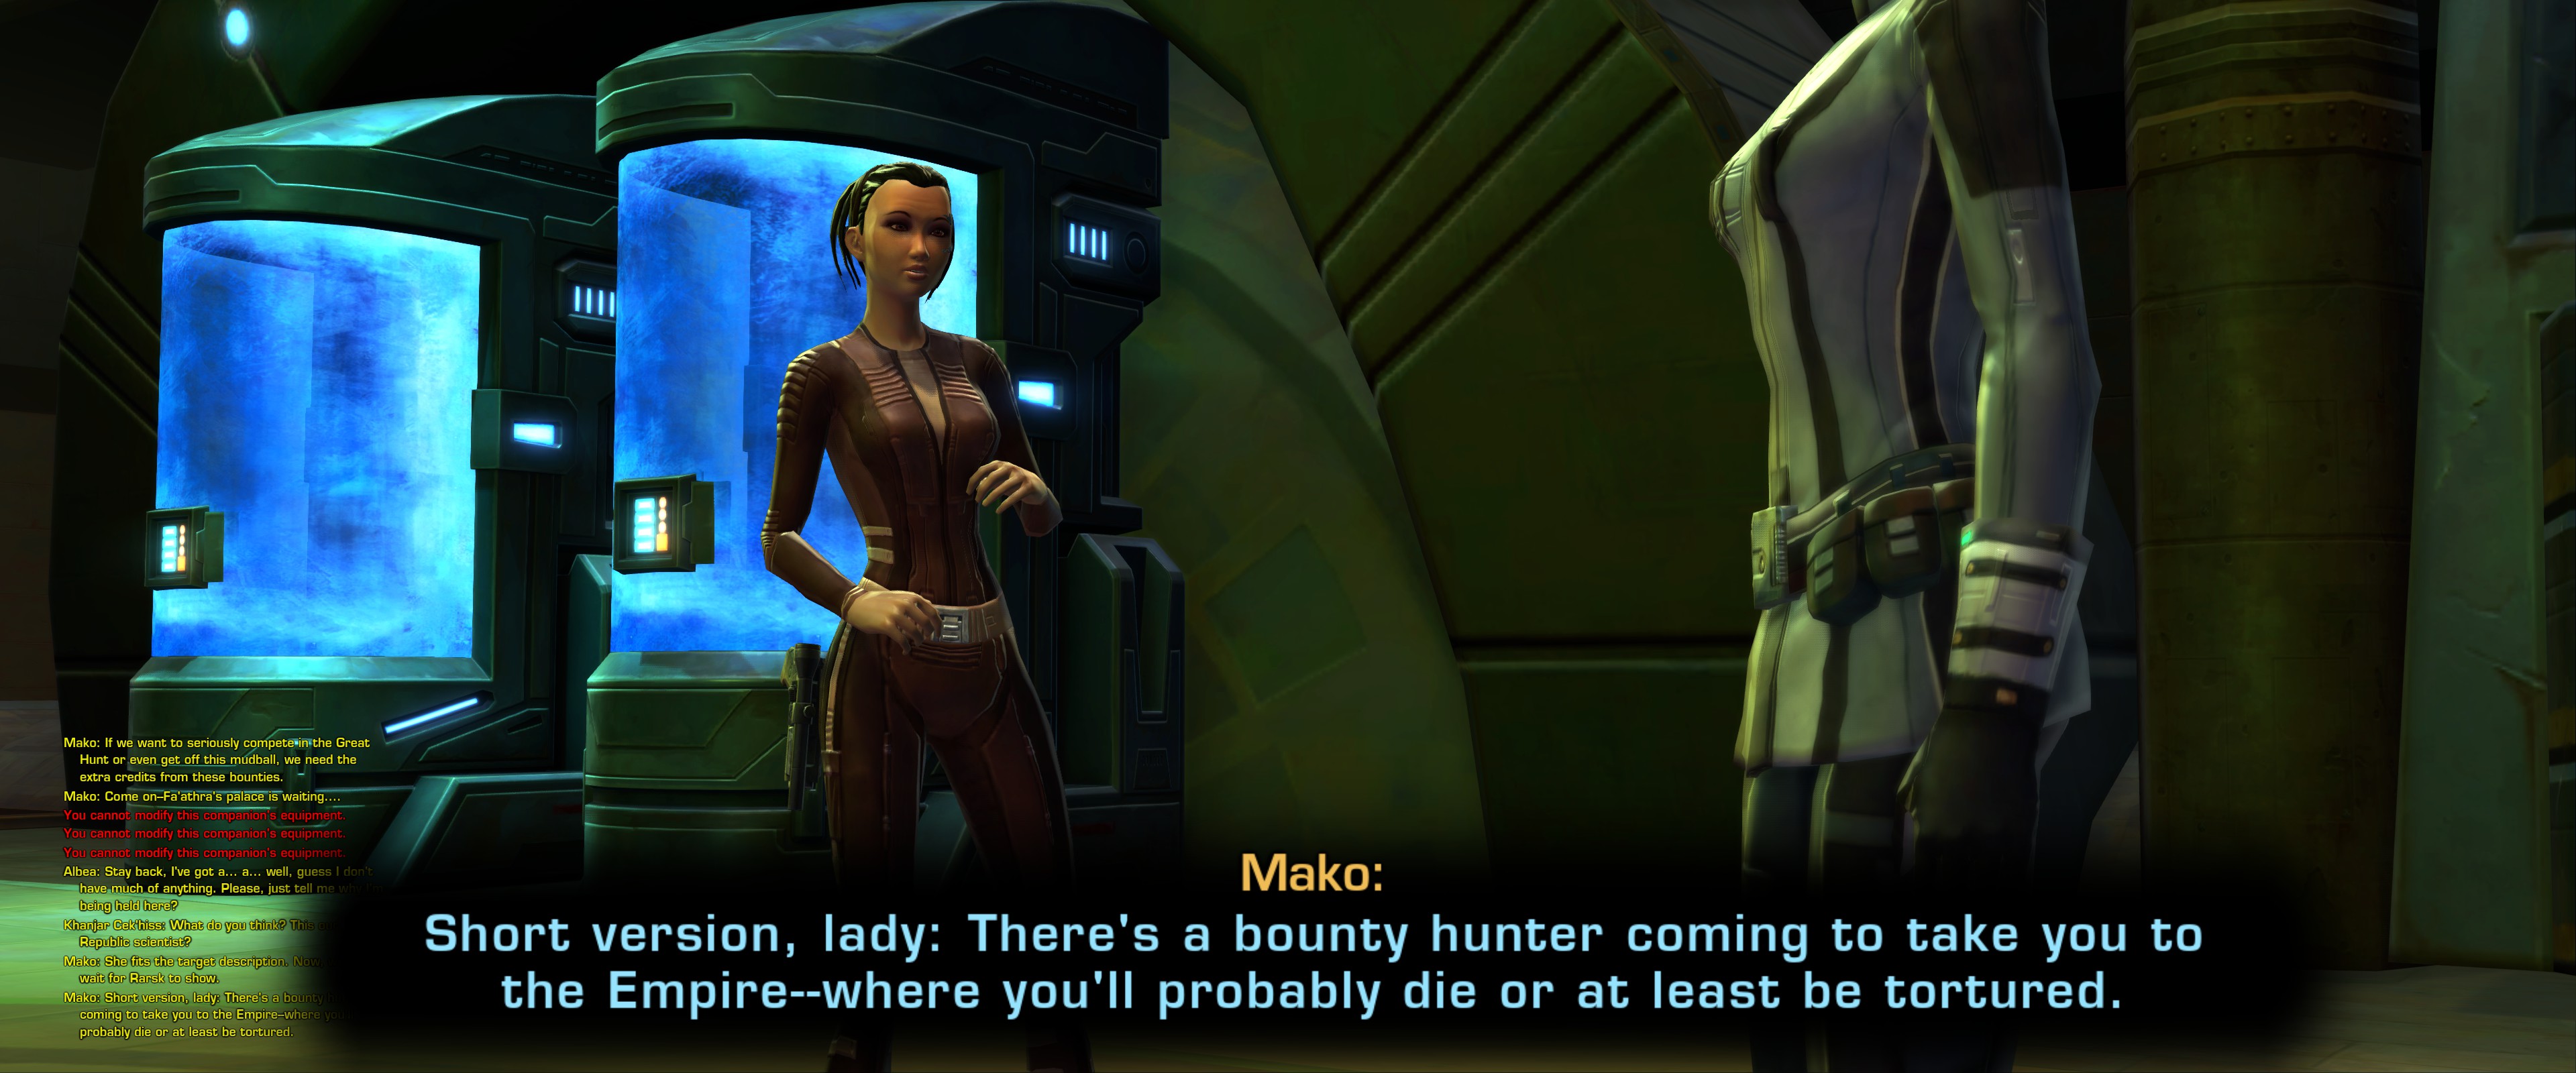 Mako: If we want to seriously compete in the Great
Hunt or even get off this mudball, we need the
extra credits from these bounties.
Mako: Come on–Fa'athra's palace is waiting....
You cannot modify this companion's equipment.
You cannot modify this companion's equipment.
You cannot modify this companion's equipment.
Albea: Stay back, I've got a... a... well, guess I don't
have much of anything. Please, just tell me why I'm
being held here?
Khanjar Cek'hiss: What do you think? This
Republic scientist?
Mako: She fits the target description. Now
wait for Rarsk to show.
Mako: Short version, lady: There's a bounty
coming to take you to the Empire–where you'll
probably die or at least be tortured.
Mako:
Short version, lady: There's a bounty hunter coming to take you to
the Empire--where you'll probably die or at least be tortured.